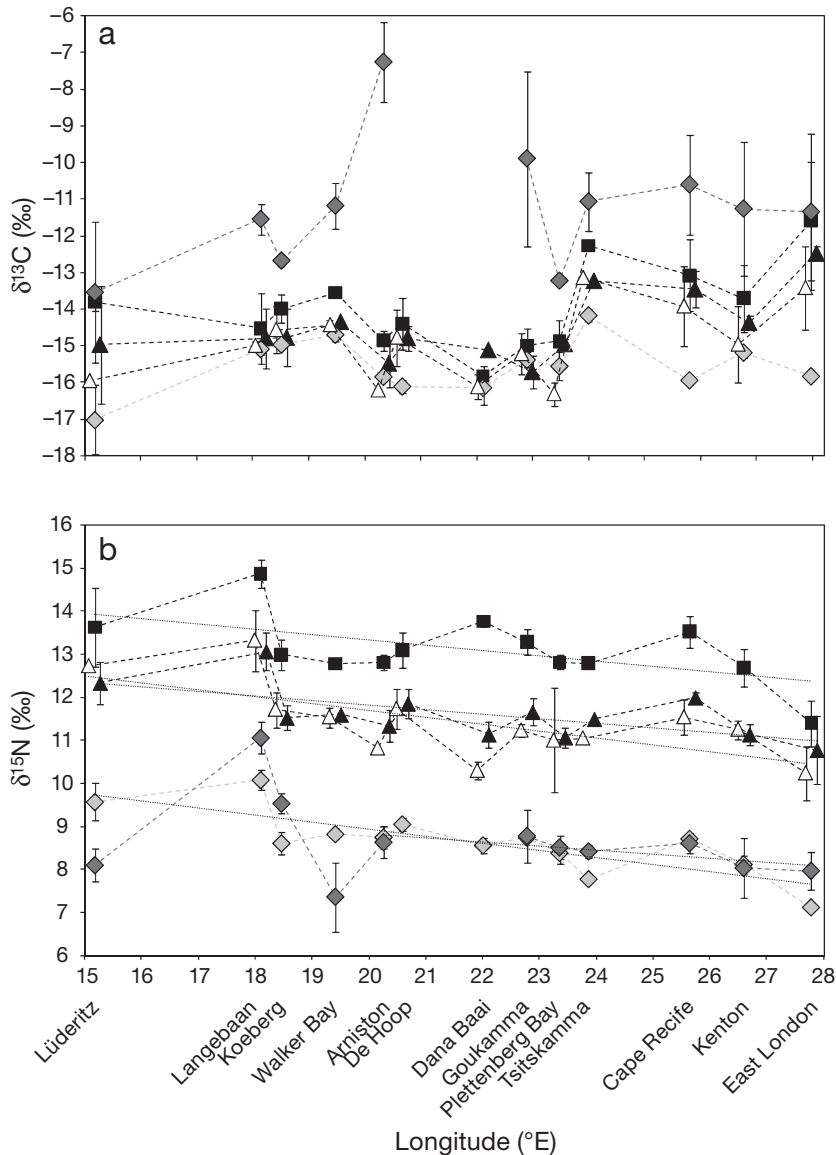 a
−6
−7
−8
−9
−10
−11
−12
−13
−14
−15
−16
−17
−18
δ13C (‰)
b
16
15
14
13
12
11
10
9
8
7
6
δ15N (‰)
15 16 17 18 19 20 21 22 23 24 25 26 27 28
Lüderitz
Langebaan
Koeberg
Walker Bay
Arniston
De Hoop
Dana Baai
Goukamma
Plettenberg Bay
Tsitskamma
Cape Recife
Kenton
East London
Longitude (°E)